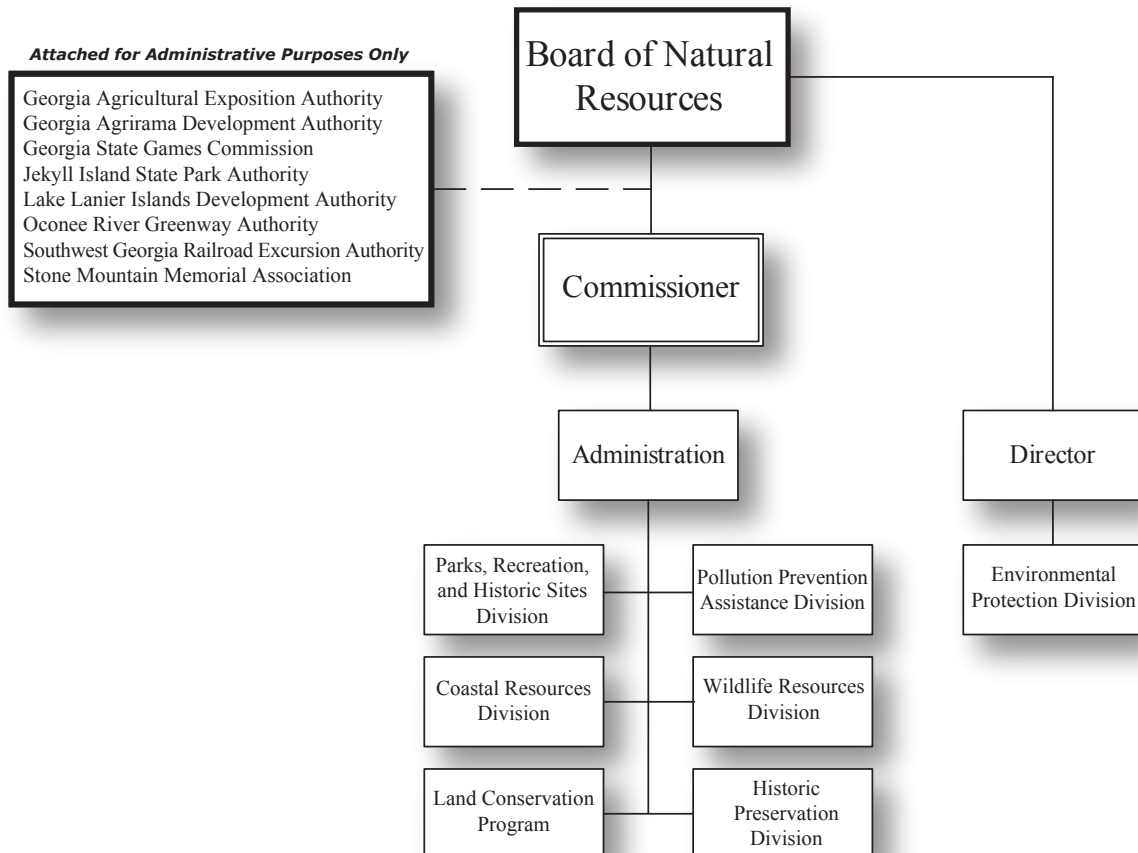 Attached for Administrative Purposes Only
Georgia Agricultural Exposition Authority
Georgia Agrirama Development Authority
Georgia State Games Commission
Jekyll Island State Park Authority
Lake Lanier Islands Development Authority
Oconee River Greenway Authority
Southwest Georgia Railroad Excursion Authority
Stone Mountain Memorial Association
Board of Natural
Resources
Commissioner
Administration
Director
Parks, Recreation,
and Historic Sites
Division
Pollution Prevention
Assistance Division
Environmental
Protection Division
Coastal Resources
Division
Wildlife Resources
Division
Land Conservation
Program
Historic
Preservation
Division